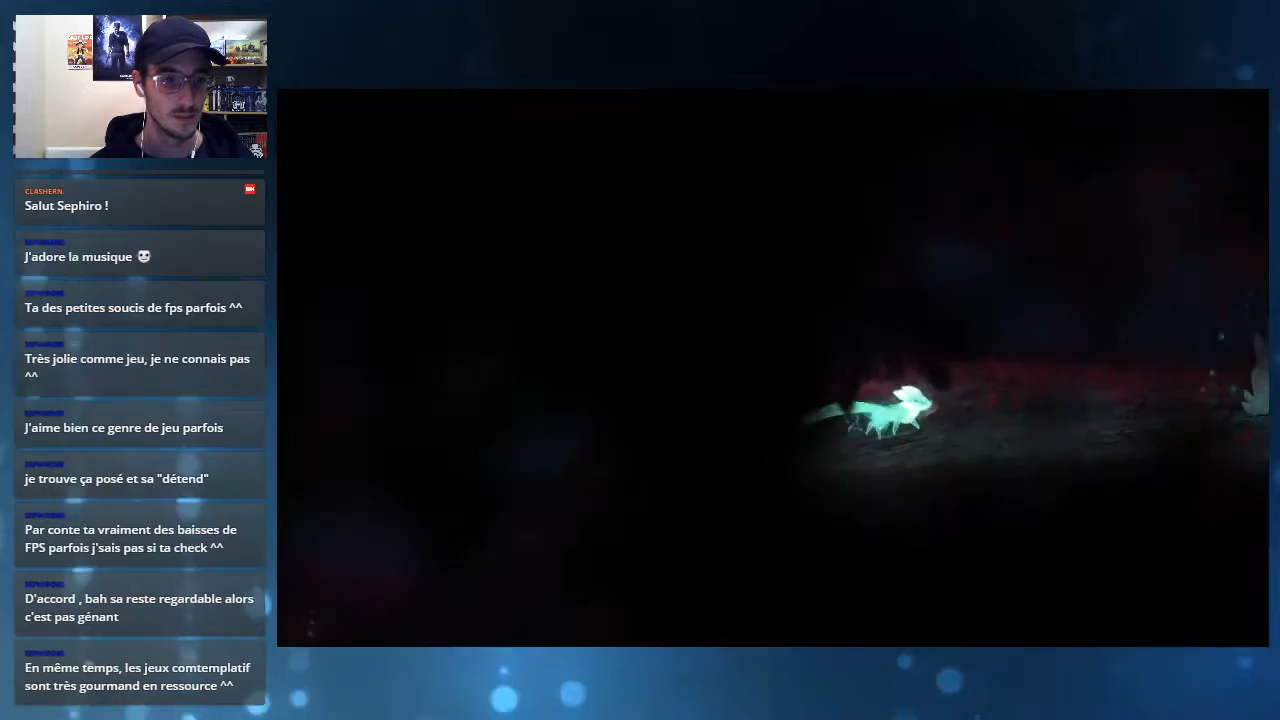 CLASHERN
Salut Sephiro !
J'adore la musique
Ta des petites soucis de fps parfois ^^
Très jolie comme jeu, je ne connais pas
^^
J'aime bien ce genre de jeu parfois
je trouve ça posé et sa "détend"
Par conte ta vraiment des baisses de
FPS parfois j'sais pas si ta check ^^
D'accord , bah sa reste regardable alors
c'est pas génant
En même temps, les jeux comtemplatif
sont très gourmand en ressource ^^